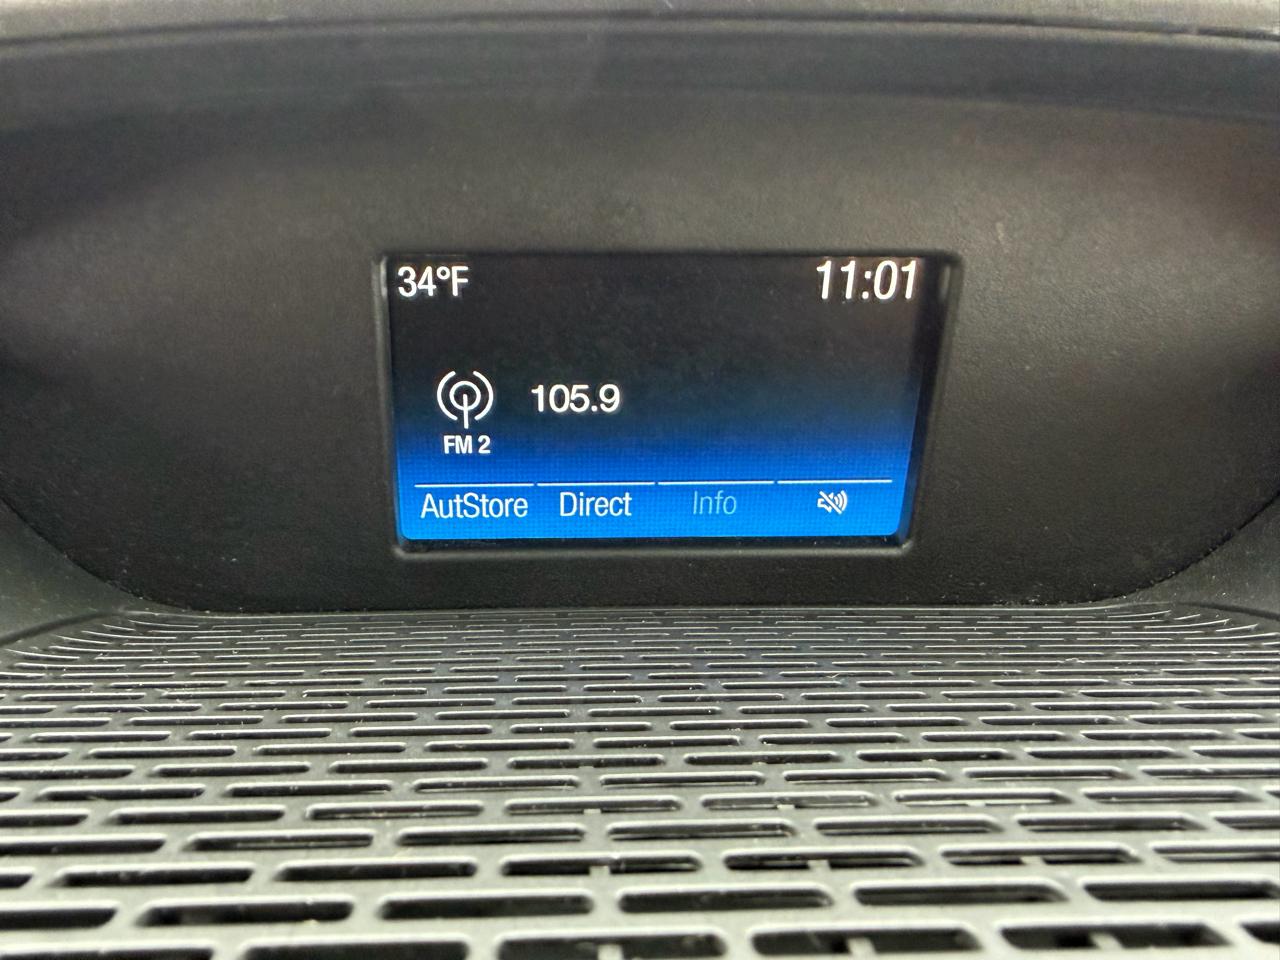 34°F 11:01
105.9
FM 2
AutStore Direct Info